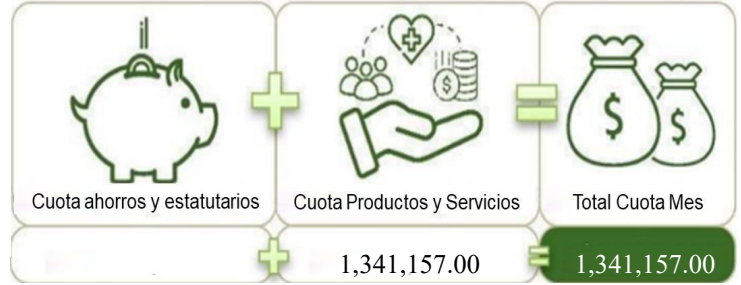 Cuota ahorros y estatutarios Cuota Productos y Servicios Total Cuota Mes
1,341,157.00 1,341,157.00